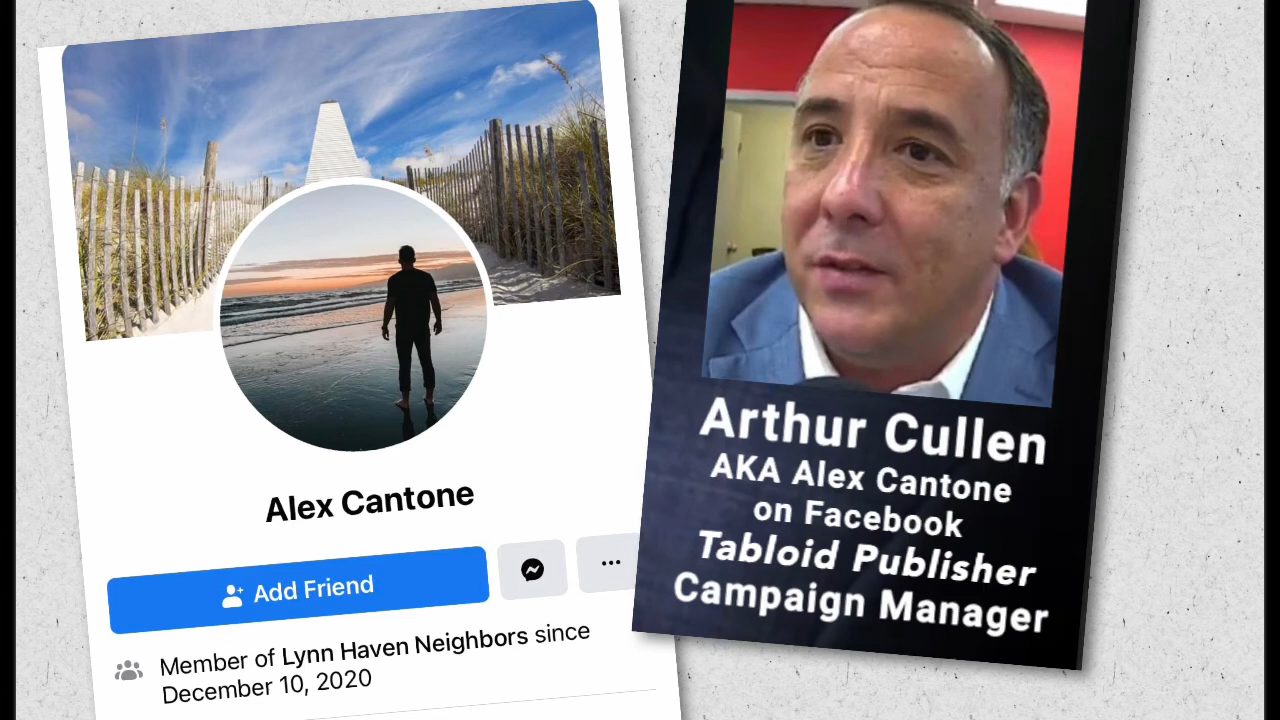 Alex Cantone
Add Friend
Member of Lynn Haven Neighbors since
December 10, 2020
Arthur Cullen
AKA Alex Cantone
on Facebook
Tabloid Publisher
Campaign Manager